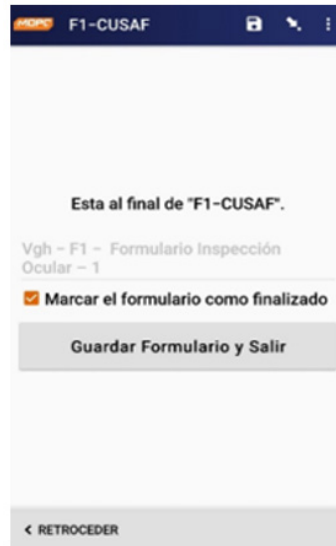 MOPC F1-CUSAF
Esta al final de "F1-CUSAF".
Vgh - F1 - Formulario Inspección
Ocular - 1
Marcar el formulario como finalizado
Guardar Formulario y Salir
< RETROCEDER